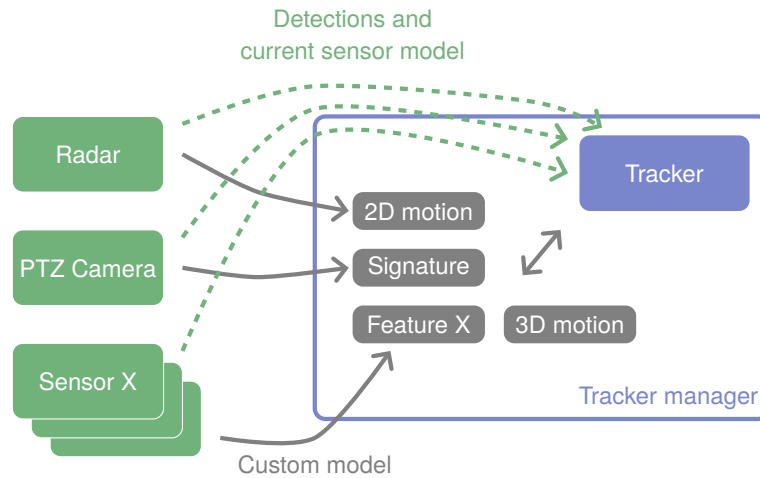 Detections and
current sensor model
Radar
Tracker
2D motion
PTZ Camera
Signature
Feature X
3D motion
Sensor X
Tracker manager
Custom model